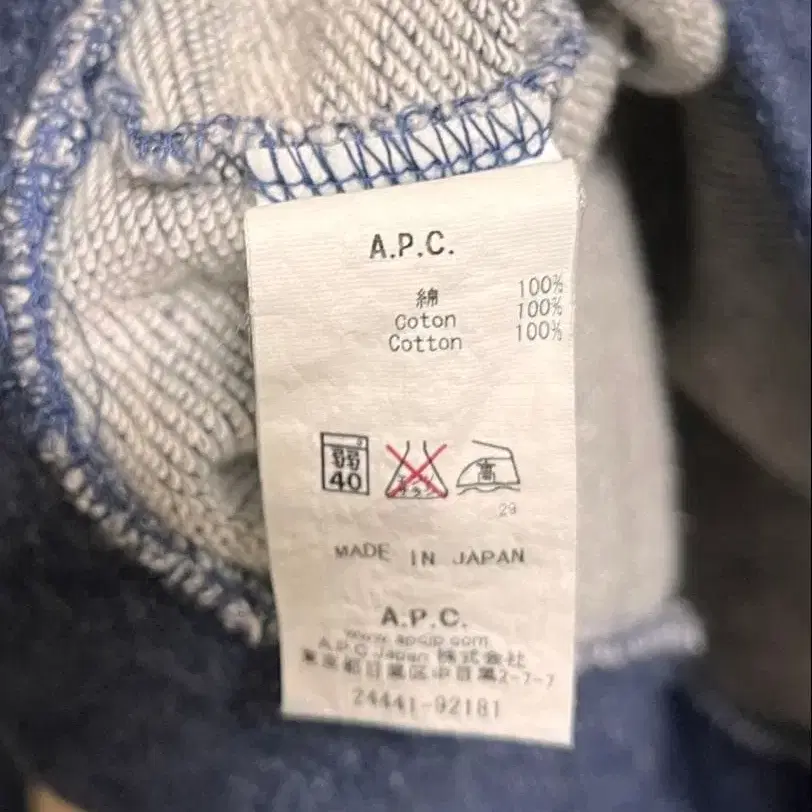 A.P.C.
綿 100%
Coton 100%
Cotton 100%
弱
40
高
29
MADE IN JAPAN
A.P.C.
www.apcjp.com
A.P.C Japan 株式会社
東京都目黒区中目黒2-7-7
24441-92181